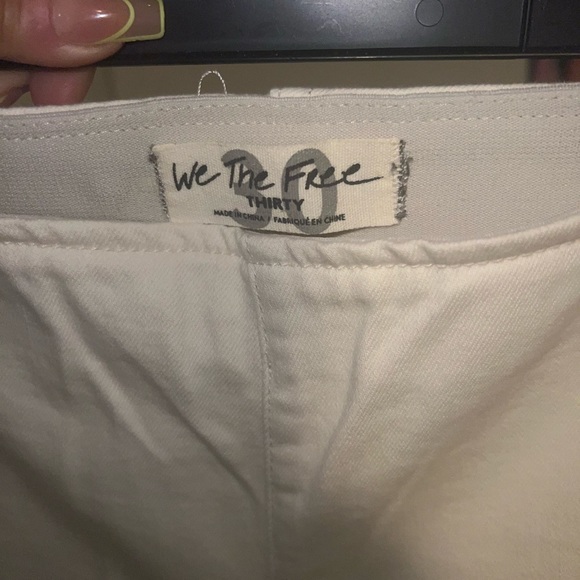 We The Free
30
THIRTY
MADE IN CHINA • FABRIQUÉ EN CHINE